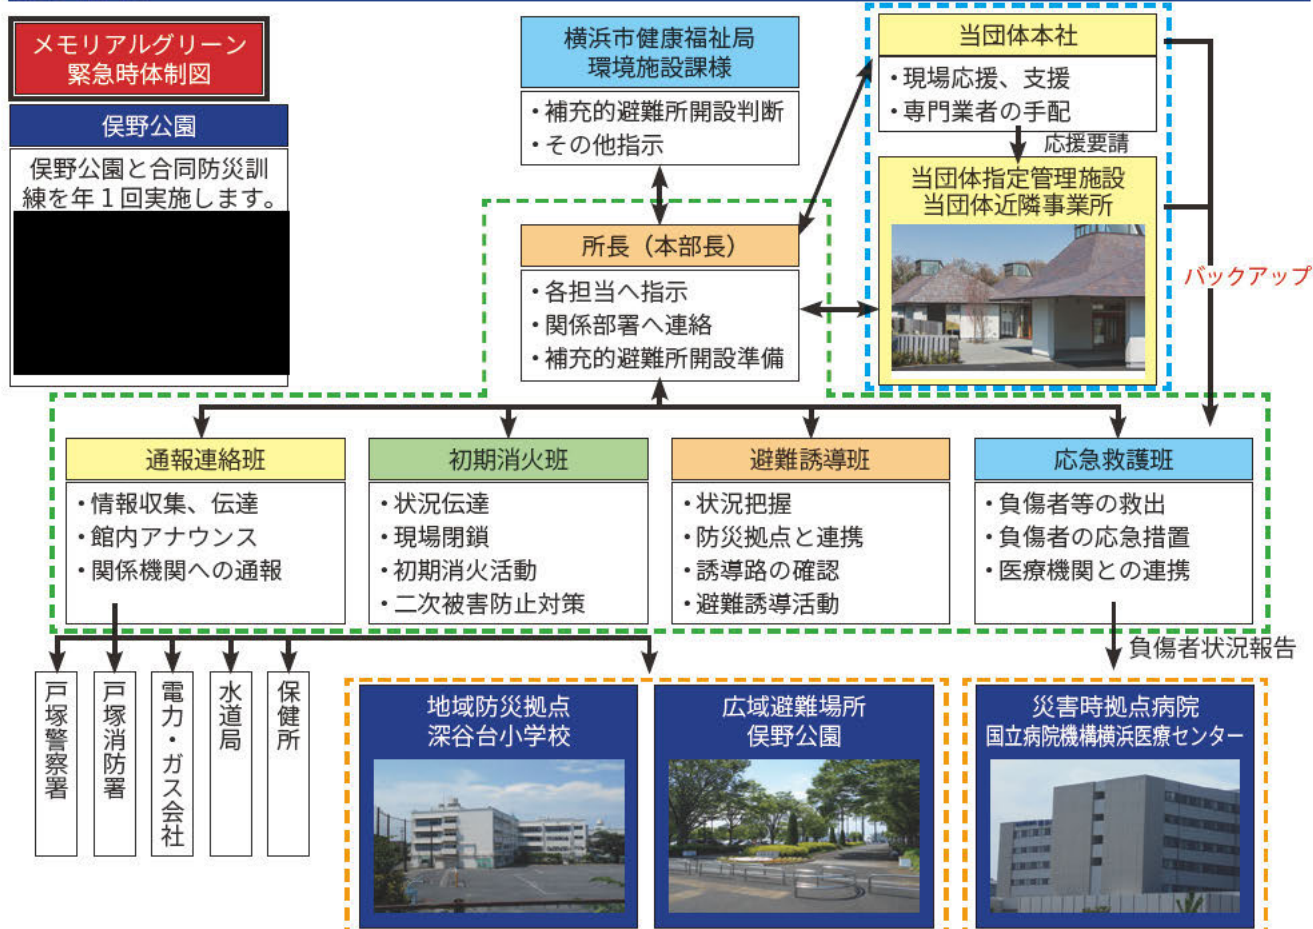 メモリアルグリーン
緊急時体制図
俣野公園
俣野公園と合同防災訓
練を年1回実施します。
横浜市健康福祉局
環境施設課様
・補充的避難所開設判断
・その他指示
当団体本社
・現場応援、支援
・専門業者の手配
応援要請
当団体指定管理施設
当団体近隣事業所
バックアップ
所長（本部長）
・各担当へ指示
・関係部署へ連絡
・補充的避難所開設準備
通報連絡班
・情報収集、伝達
・館内アナウンス
・関係機関への通報
初期消火班
・状況伝達
・現場閉鎖
・初期消火活動
・二次被害防止対策
避難誘導班
・状況把握
・防災拠点と連携
・誘導路の確認
・避難誘導活動
応急救護班
・負傷者等の救出
・負傷者の応急措置
・医療機関との連携
負傷者状況報告
戸塚警察署
戸塚消防署
電力・ガス会社
水道局
保健所
地域防災拠点
深谷台小学校
広域避難場所
俣野公園
災害時拠点病院
国立病院機構横浜医療センター